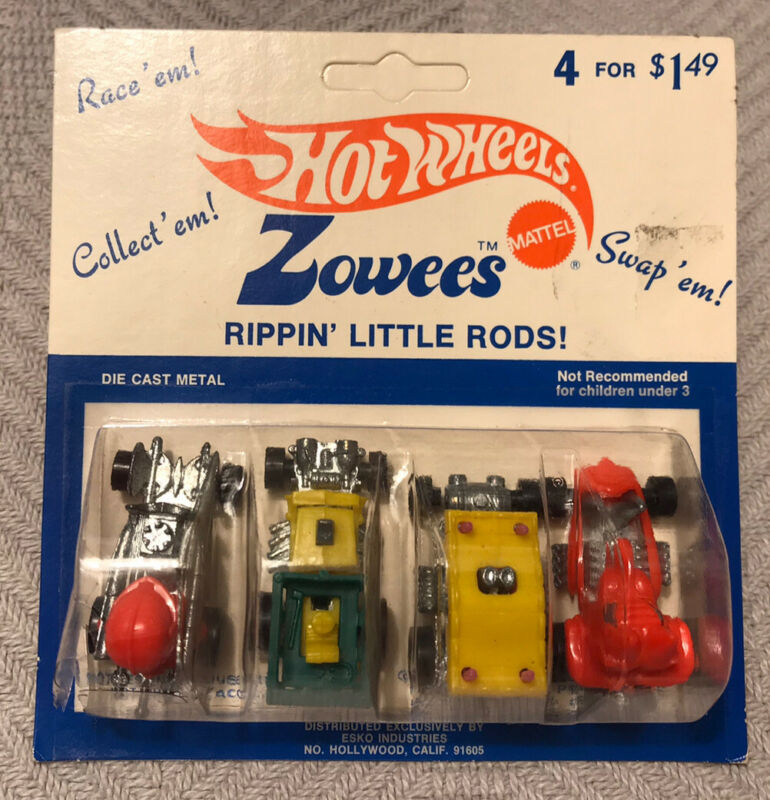 Race 'em!
4 FOR $1.49
HOT WHEELS.
Collect 'em!
MATTEL
®
Zowees™
Swap 'em!
RIPPIN' LITTLE RODS!
DIE CAST METAL
Not Recommended
for children under 3
DISTRIBUTED EXCLUSIVELY BY
ESKO INDUSTRIES
NO. HOLLYWOOD, CALIF. 91605